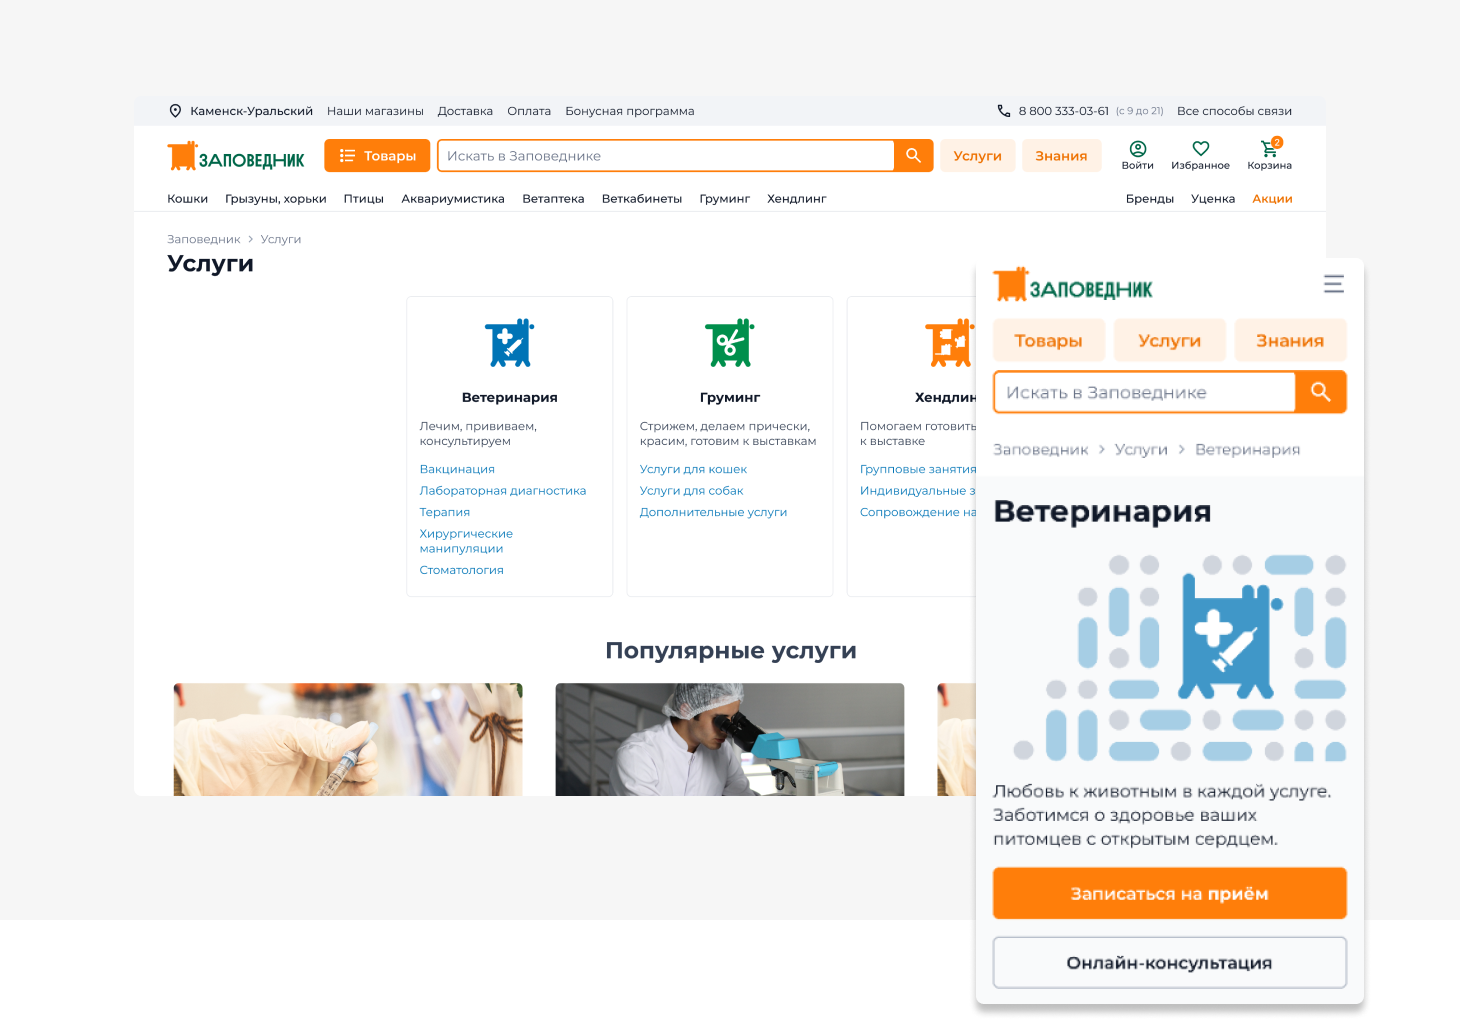 Каменск-Уральский Наши магазины Доставка Оплата Бонусная программа 8 800 333-03-61 (с 9 до 21) Все способы связи
ЗАПОВЕДНИК Товары Искать в Заповеднике Услуги Знания Войти Избранное 2 Корзина
Кошки Грызуны, хорьки Птицы Аквариумистика Ветаптека Веткабинеты Груминг Хендлинг Бренды Уценка Акции
Заповедник > Услуги
Услуги
Ветеринария
Лечим, прививаем,
консультируем
Вакцинация
Лабораторная диагностика
Терапия
Хирургические
манипуляции
Стоматология
Груминг
Стрижем, делаем прически,
красим, готовим к выставкам
Услуги для кошек
Услуги для собак
Дополнительные услуги
Хендлин
Помогаем готовить
к выставке
Групповые занятия
Индивидуальные з
Сопровождение на
Популярные услуги
ЗАПОВЕДНИК
Товары Услуги Знания
Искать в Заповеднике
Заповедник > Услуги > Ветеринария
Ветеринария
Любовь к животным в каждой услуге.
Заботимся о здоровье ваших
питомцев с открытым сердцем.
Записаться на приём
Онлайн-консультация